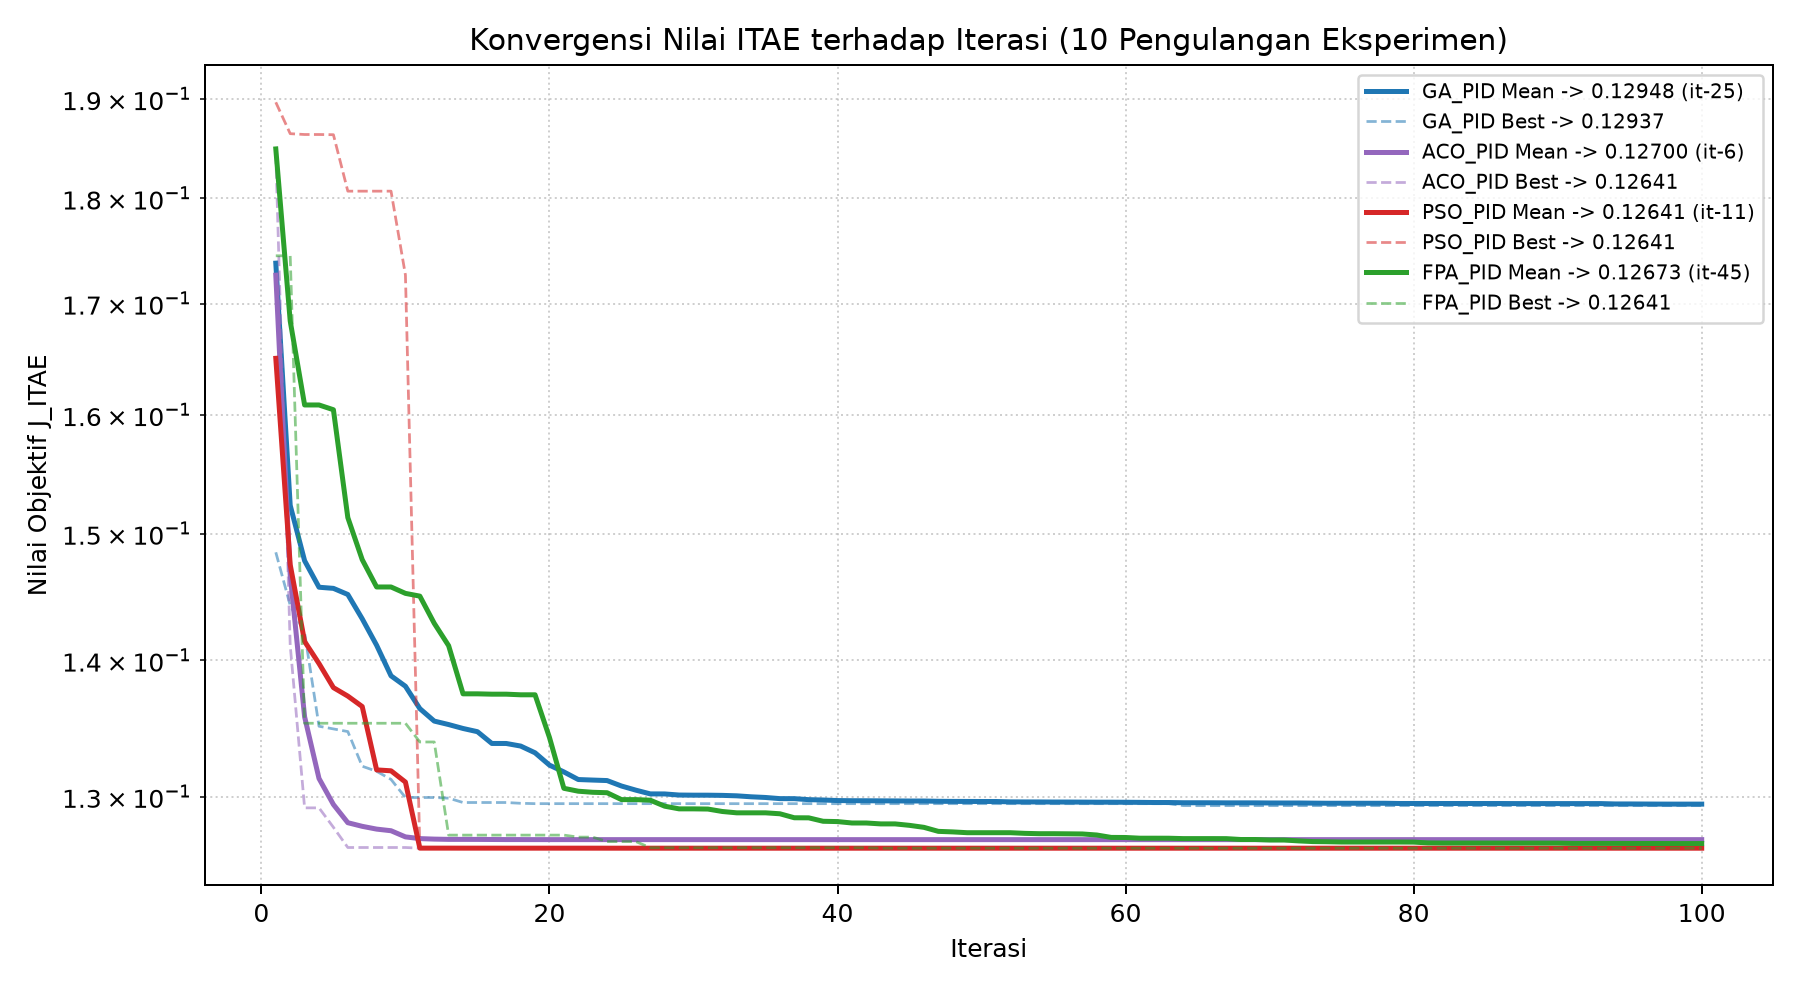 Konvergensi Nilai ITAE terhadap Iterasi (10 Pengulangan Eksperimen)
GA_PID Mean -> 0.12948 (it-25)
GA_PID Best -> 0.12937
ACO_PID Mean -> 0.12700 (it-6)
ACO_PID Best -> 0.12641
PSO_PID Mean -> 0.12641 (it-11)
PSO_PID Best -> 0.12641
FPA_PID Mean -> 0.12673 (it-45)
FPA_PID Best -> 0.12641
Nilai Objektif J_ITAE
1.9 × 10⁻¹
1.8 × 10⁻¹
1.7 × 10⁻¹
1.6 × 10⁻¹
1.5 × 10⁻¹
1.4 × 10⁻¹
1.3 × 10⁻¹
0 20 40 60 80 100
Iterasi